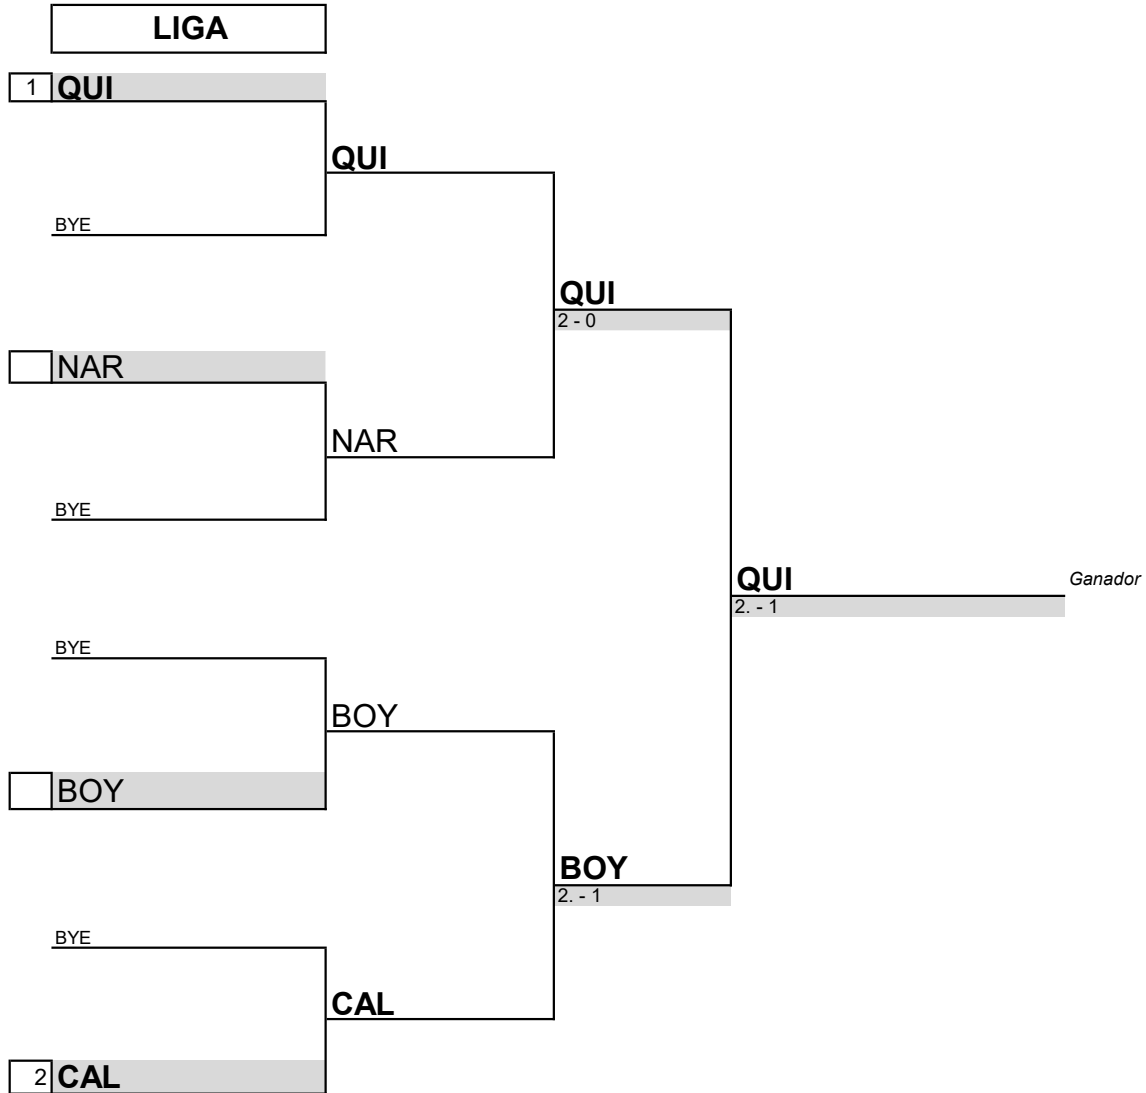 LIGA
1 QUI
QUI
BYE
QUI
2 - 0
NAR
NAR
BYE
QUI Ganador
2. - 1
BYE
BOY
BOY
BOY
2. - 1
BYE
CAL
2 CAL